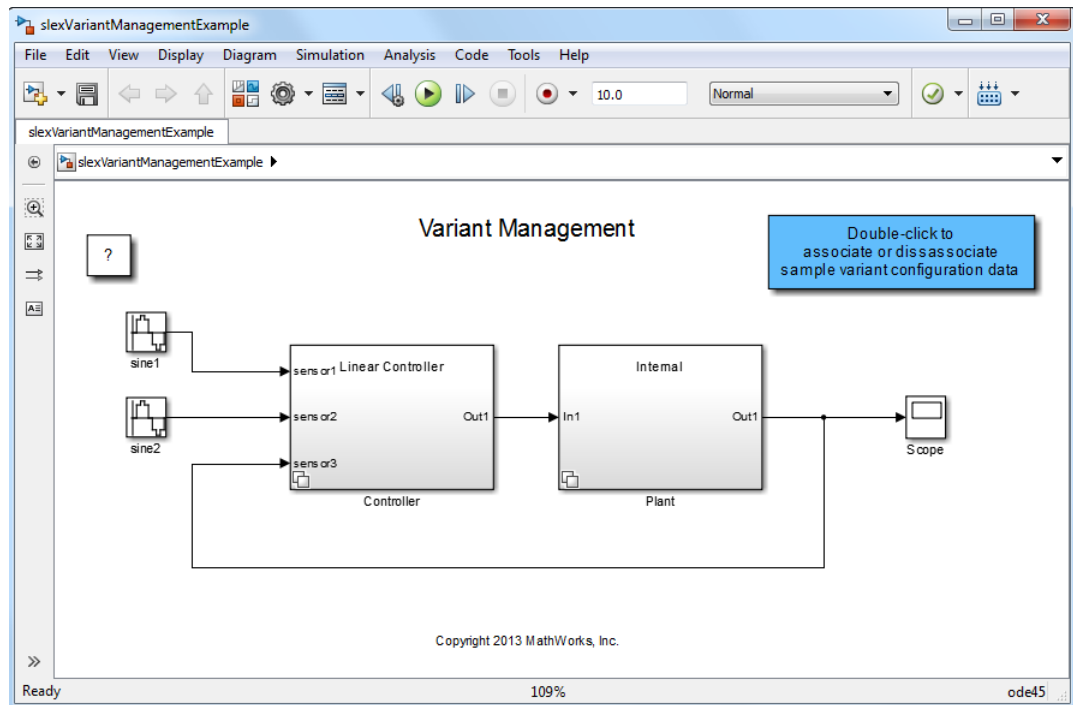 slexVariantManagementExample
File Edit View Display Diagram Simulation Analysis Code Tools Help
10.0 Normal
slexVariantManagementExample
slexVariantManagementExample
Variant Management
Double-click to
associate or dissassociate
sample variant configuration data
?
sine1
sensor1 Linear Controller
Internal
sine2
sensor2 Out1
In1 Out1
Scope
sensor3
Controller
Plant
Copyright 2013 MathWorks, Inc.
Ready 109% ode45